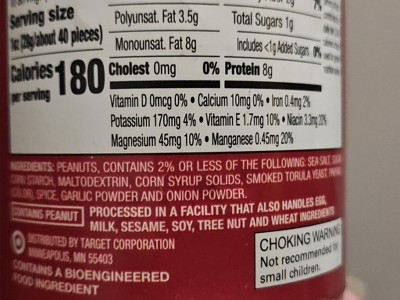 Serving size
1oz (28g/about 40 pieces)
Calories 180
per serving
Polyunsat. Fat 3.5g
Monounsat. Fat 8g
Cholest 0mg 0%
7%
Total Sugars 1g
Includes <1g Added Sugars 0%
Protein 8g
Vitamin D 0mcg 0% • Calcium 10mg 0% • Iron 0.4mg 2%
Potassium 170mg 4% • Vitamin E 1.7mg 10% • Niacin 3.3mg 20%
Magnesium 45mg 10% • Manganese 0.45mg 20%
INGREDIENTS: PEANUTS, CONTAINS 2% OR LESS OF THE FOLLOWING: SEA SALT,
CORN STARCH, MALTODEXTRIN, CORN SYRUP SOLIDS, SMOKED TORULA YEAST,
COLOR), SPICE, GARLIC POWDER AND ONION POWDER.
CONTAINS PEANUT
PROCESSED IN A FACILITY THAT ALSO HANDLES EGG,
MILK, SESAME, SOY, TREE NUT AND WHEAT INGREDIENTS
DISTRIBUTED BY TARGET CORPORATION
MINNEAPOLIS, MN 55403
CONTAINS A BIOENGINEERED
FOOD INGREDIENT
CHOKING WARNING
Not recommended for
small children.